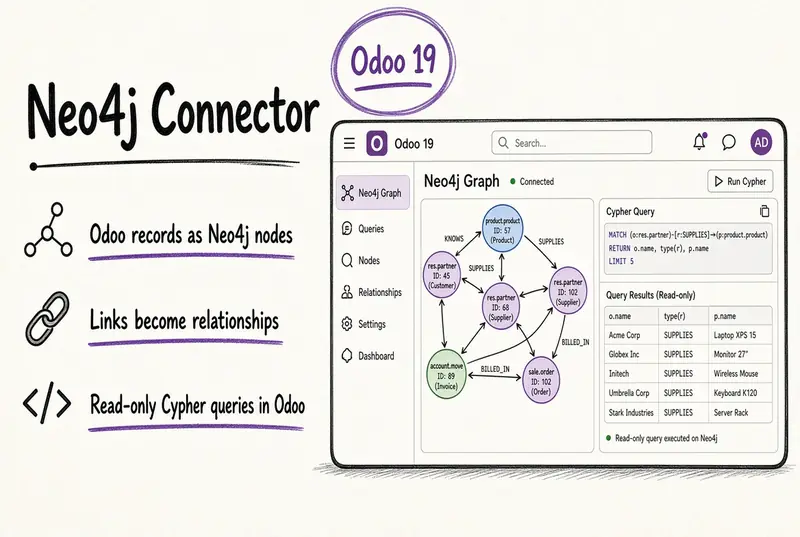 Odoo 19
Neo4j Connector
Odoo records as Neo4j nodes
Links become relationships
Read-only Cypher queries in Odoo
O
Odoo 19
Search...
AD
Neo4j Graph
Queries
Nodes
Relationships
Settings
Dashboard
Neo4j Graph
Connected
Run Cypher
product.product
ID: 57
(Product)
KNOWS
SUPPLIES
res.partner
ID: 45
(Customer)
SUPPLIES
res.partner
ID: 102
(Supplier)
res.partner
ID: 68
(Supplier)
BILLED_IN
account.move
ID: 89
(Invoice)
BILLED_IN
sale.order
ID: 102
(Order)
Cypher Query
MATCH (o:res.partner)-[r:SUPPLIES]→(p:product.product)
RETURN o.name, type(r), p.name
LIMIT 5
Query Results (Read-only)
o.name type(r) p.name
Acme Corp SUPPLIES Laptop XPS 15
Globex Inc SUPPLIES Monitor 27"
Initech SUPPLIES Wireless Mouse
Umbrella Corp SUPPLIES Keyboard K120
Stark Industries SUPPLIES Server Rack
Read-only query executed on Neo4j